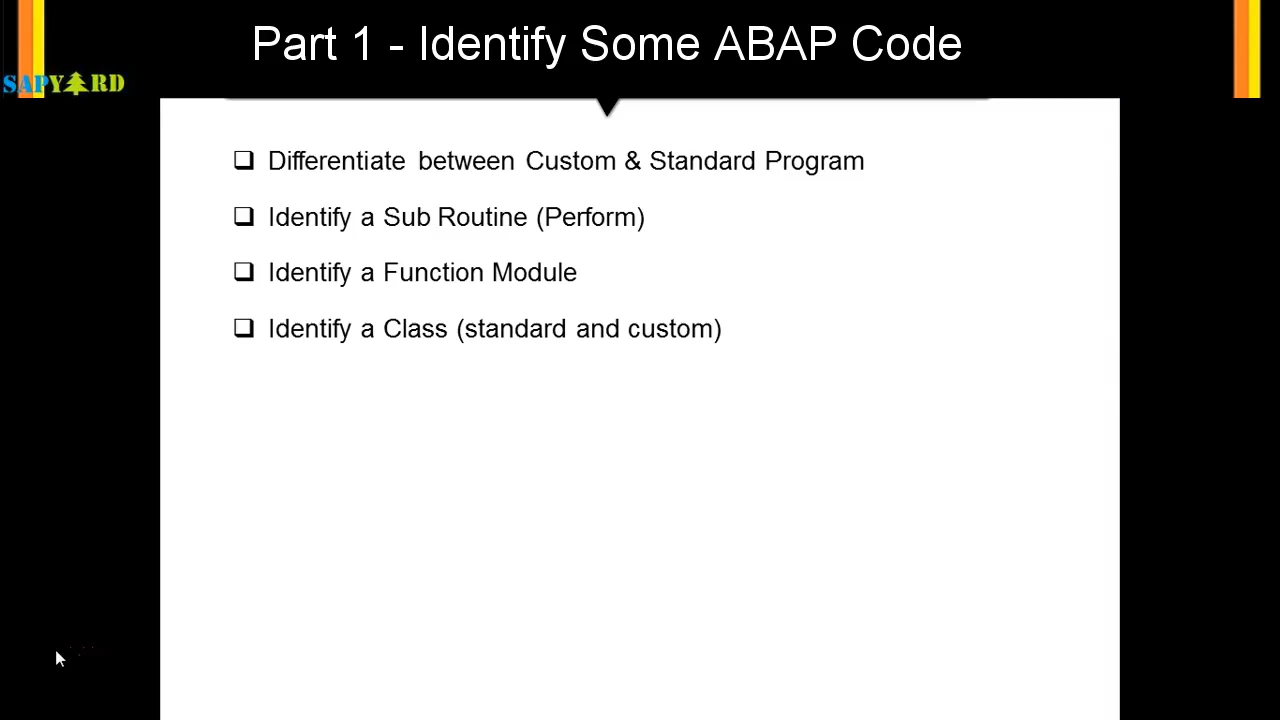 Part 1 - Identify Some ABAP Code
SAPYARD
Differentiate between Custom & Standard Program
Identify a Sub Routine (Perform)
Identify a Function Module
Identify a Class (standard and custom)